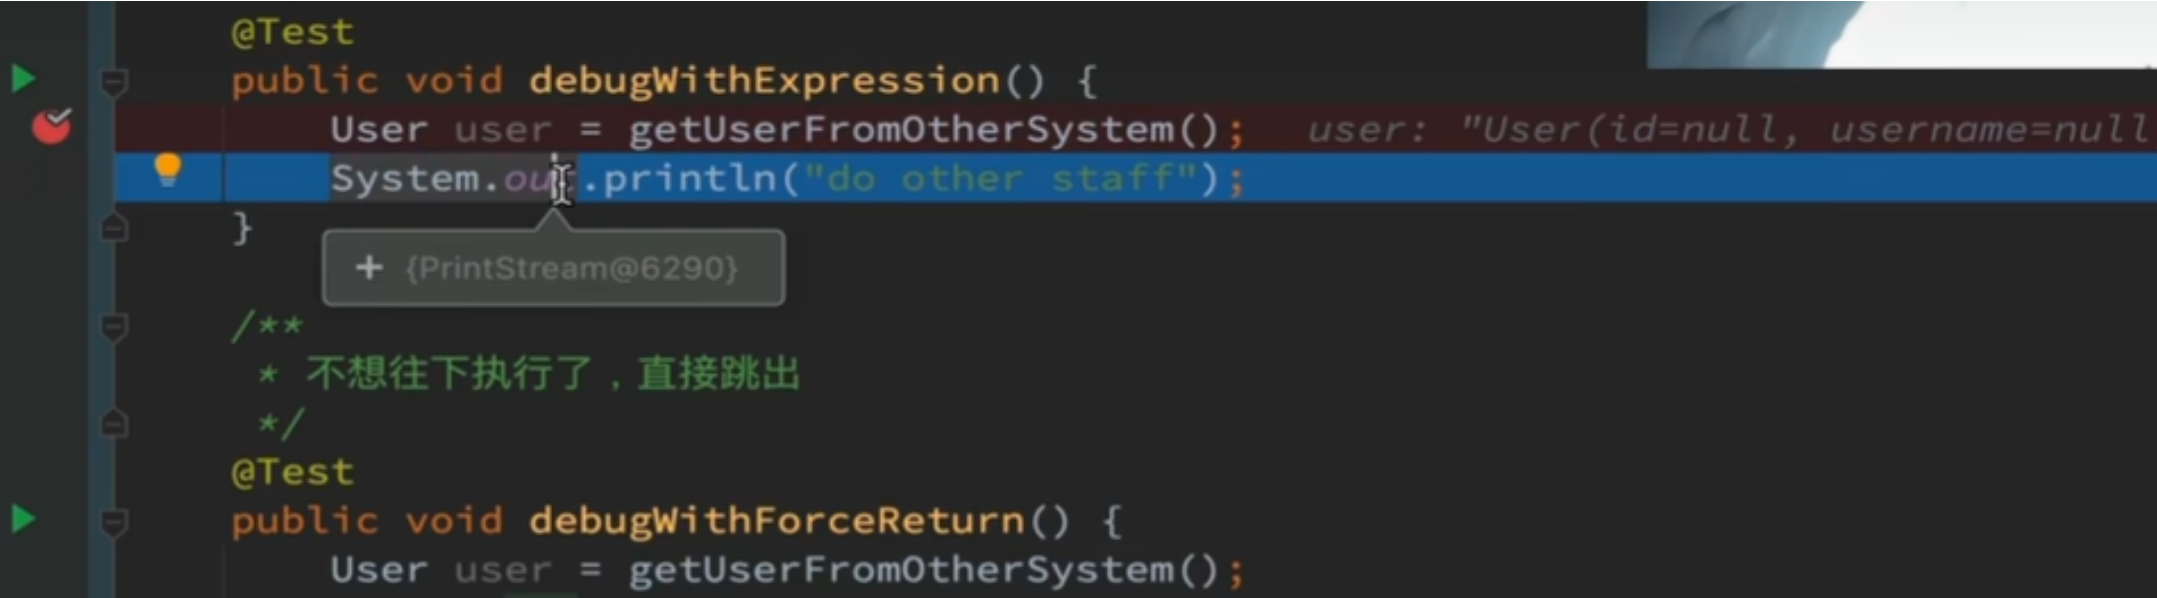 @Test
public void debugWithExpression() {
User user = getUserFromOtherSystem(); user: "User(id=null, username=null
System.out.println("do other staff");
}
+ {PrintStream@6290}
/**
* 不想往下执行了，直接跳出
*/
@Test
public void debugWithForceReturn() {
User user = getUserFromOtherSystem();